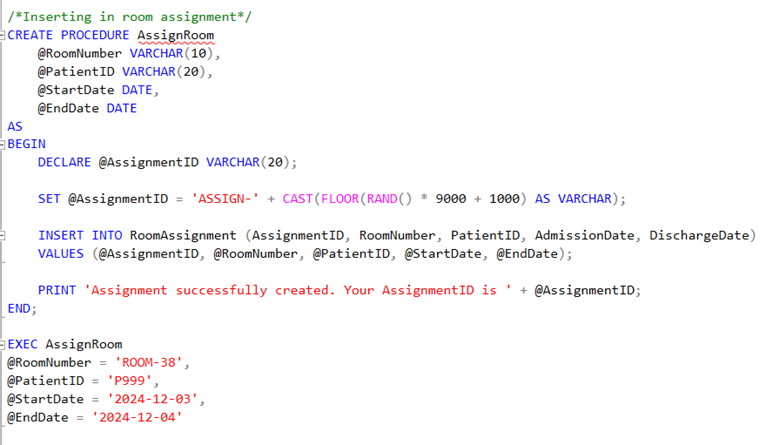 /*Inserting in room assignment*/
CREATE PROCEDURE AssignRoom
@RoomNumber VARCHAR(10),
@PatientID VARCHAR(20),
@StartDate DATE,
@EndDate DATE
AS
BEGIN
DECLARE @AssignmentID VARCHAR(20);
SET @AssignmentID = 'ASSIGN-' + CAST(FLOOR(RAND() * 9000 + 1000) AS VARCHAR);
INSERT INTO RoomAssignment (AssignmentID, RoomNumber, PatientID, AdmissionDate, DischargeDate)
VALUES (@AssignmentID, @RoomNumber, @PatientID, @StartDate, @EndDate);
PRINT 'Assignment successfully created. Your AssignmentID is ' + @AssignmentID;
END;
EXEC AssignRoom
@RoomNumber = 'ROOM-38',
@PatientID = 'P999',
@StartDate = '2024-12-03',
@EndDate = '2024-12-04'